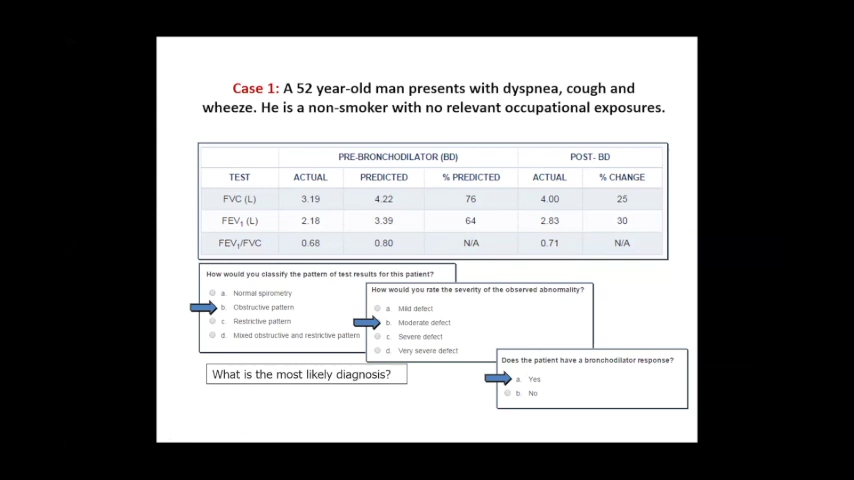 Case 1: A 52 year-old man presents with dyspnea, cough and
wheeze. He is a non-smoker with no relevant occupational exposures.
PRE-BRONCHODILATOR (BD) POST- BD
TEST ACTUAL PREDICTED % PREDICTED ACTUAL % CHANGE
FVC (L) 3.19 4.22 76 4.00 25
FEV₁ (L) 2.18 3.39 64 2.83 30
FEV₁/FVC 0.68 0.80 N/A 0.71 N/A
How would you classify the pattern of test results for this patient?
a. Normal spirometry
b. Obstructive pattern
c. Restrictive pattern
d. Mixed obstructive and restrictive pattern
How would you rate the severity of the observed abnormality?
a. Mild defect
b. Moderate defect
c. Severe defect
d. Very severe defect
Does the patient have a bronchodilator response?
a. Yes
b. No
What is the most likely diagnosis?